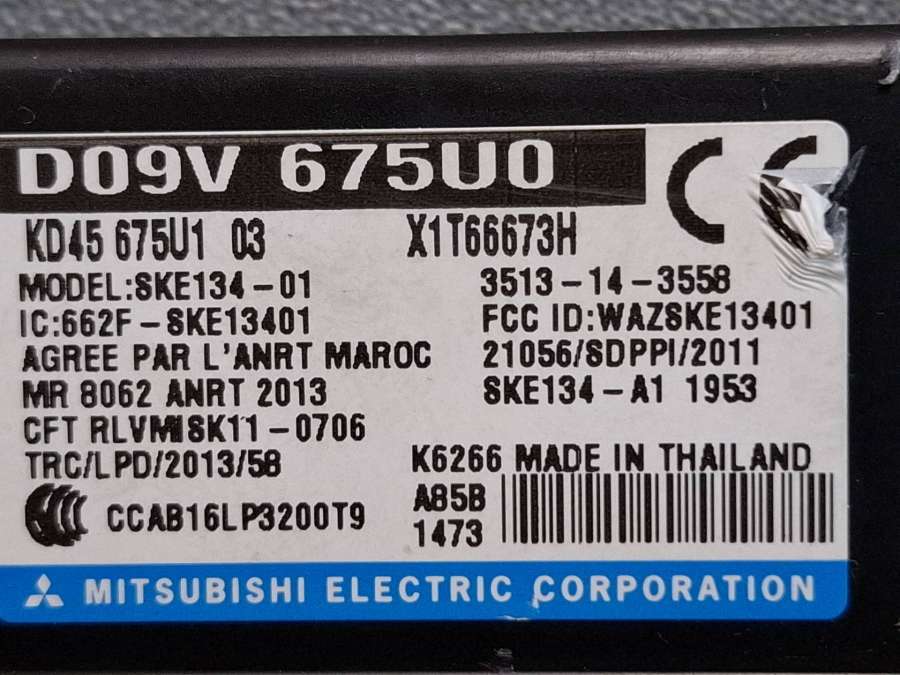 D09V 675U0
CE
KD45 675U1 03 X1T66673H
MODEL:SKE134-01 3513-14-3558
IC:662F-SKE13401 FCC ID:WAZSKE13401
AGREE PAR L'ANRT MAROC 21056/SDPPI/2011
MR 8062 ANRT 2013 SKE134-A1 1953
CFT RLVMISK11-0706
TRC/LPD/2013/58 K6266 MADE IN THAILAND
CCAB16LP3200T9 A85B
1473
MITSUBISHI ELECTRIC CORPORATION